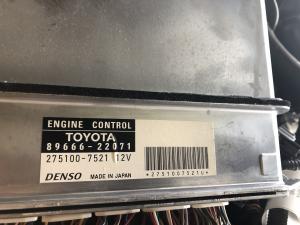 ENGINE CONTROL
TOYOTA
89666-22071
275100-7521 12V
DENSO MADE IN JAPAN
*2751007521U*